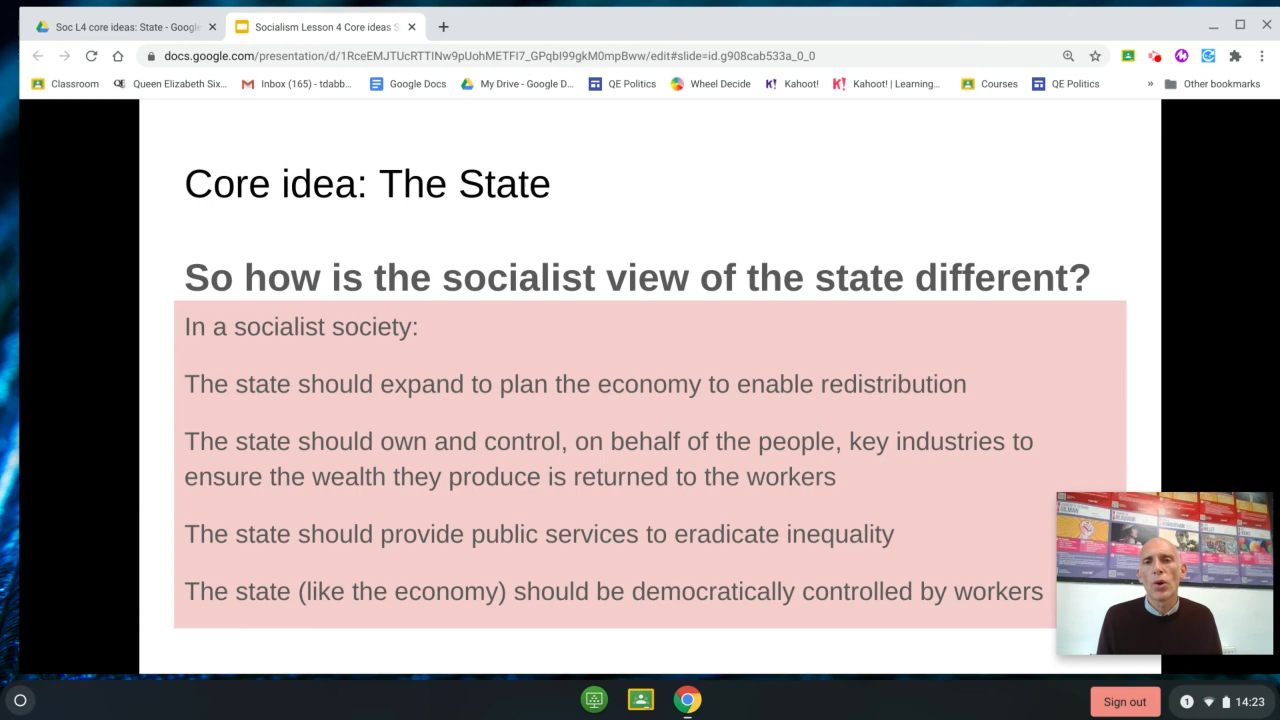 Soc L4 core ideas: State - Google
Socialism Lesson 4 Core ideas S
docs.google.com/presentation/d/1RceEMJTUcRTTINw9pUohMETFI7_GPqbI99gkM0mpBww/edit#slide=id.g908cab533a_0_0
Classroom
Queen Elizabeth Six...
Inbox (165) - tdabb...
Google Docs
My Drive - Google D...
QE Politics
Wheel Decide
Kahoot!
Kahoot! | Learning...
Courses
QE Politics
» Other bookmarks
Core idea: The State
So how is the socialist view of the state different?
In a socialist society:
The state should expand to plan the economy to enable redistribution
The state should own and control, on behalf of the people, key industries to
ensure the wealth they produce is returned to the workers
The state should provide public services to eradicate inequality
The state (like the economy) should be democratically controlled by workers
Sign out
1
14:23